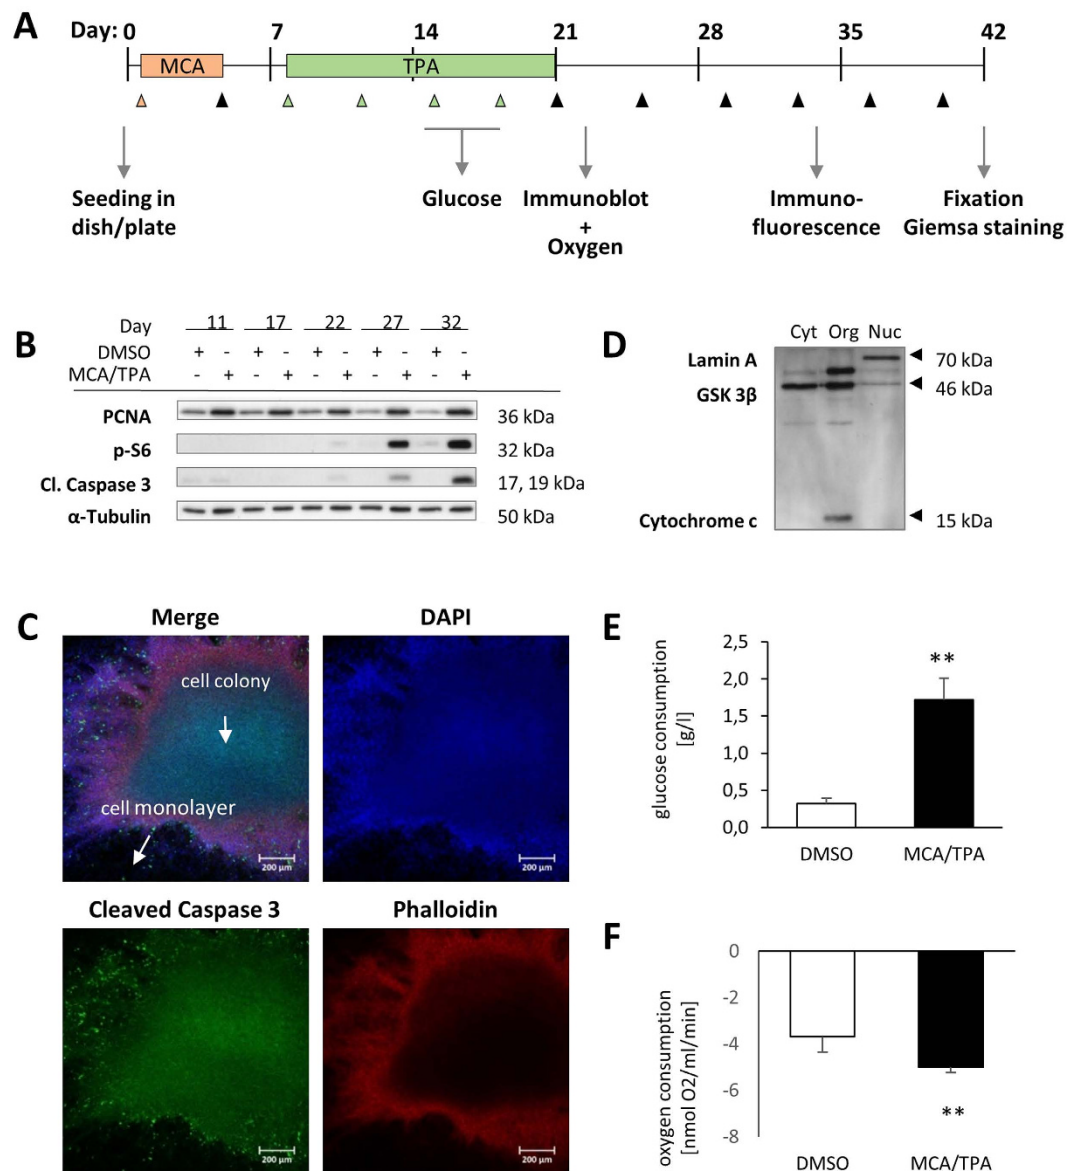 A
Day: 0 7 14 21 28 35 42
MCA TPA
Seeding in
dish/plate
Glucose
Immunoblot
+
Oxygen
Immuno-
fluorescence
Fixation
Giemsa staining
B
Day 11 17 22 27 32
DMSO + - + - + - + - + -
MCA/TPA - + - + - + - + - +
PCNA 36 kDa
p-S6 32 kDa
Cl. Caspase 3 17, 19 kDa
α-Tubulin 50 kDa
D
Cyt Org Nuc
Lamin A 70 kDa
GSK 3β 46 kDa
Cytochrome c 15 kDa
C
Merge
cell colony
cell monolayer
200 µm
DAPI
200 µm
Cleaved Caspase 3
200 µm
Phalloidin
200 µm
E
glucose consumption
[g/l]
2,5
2,0
1,5
1,0
0,5
0,0
**
DMSO MCA/TPA
F
oxygen consumption
[nmol O2/ml/min]
0
-2
-4
-6
-8
**
DMSO MCA/TPA